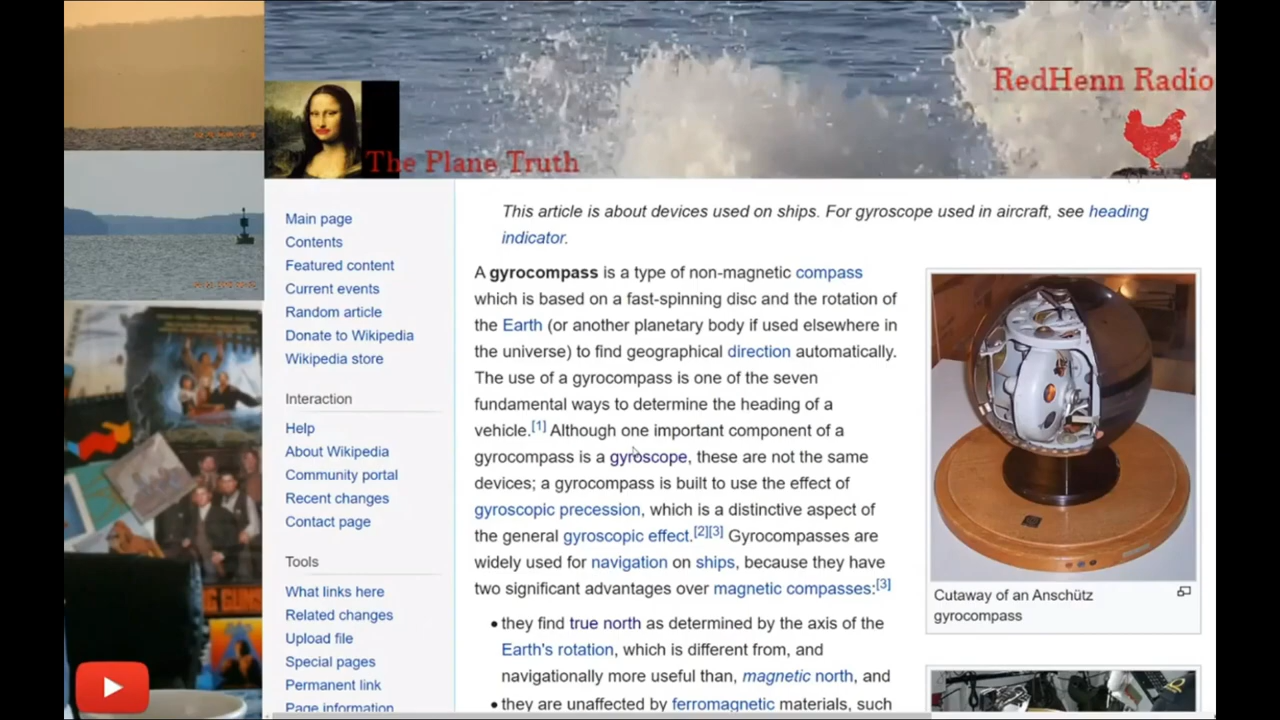 RedHenn Radio
The Plane Truth
Main page
Contents
Featured content
Current events
Random article
Donate to Wikipedia
Wikipedia store
Interaction
Help
About Wikipedia
Community portal
Recent changes
Contact page
Tools
What links here
Related changes
Upload file
Special pages
Permanent link
Page information
This article is about devices used on ships. For gyroscope used in aircraft, see heading
indicator.
A gyrocompass is a type of non-magnetic compass
which is based on a fast-spinning disc and the rotation of
the Earth (or another planetary body if used elsewhere in
the universe) to find geographical direction automatically.
The use of a gyrocompass is one of the seven
fundamental ways to determine the heading of a
vehicle.[1] Although one important component of a
gyrocompass is a gyroscope, these are not the same
devices; a gyrocompass is built to use the effect of
gyroscopic precession, which is a distinctive aspect of
the general gyroscopic effect.[2][3] Gyrocompasses are
widely used for navigation on ships, because they have
two significant advantages over magnetic compasses:[3]
• they find true north as determined by the axis of the
Earth's rotation, which is different from, and
navigationally more useful than, magnetic north, and
• they are unaffected by ferromagnetic materials, such
Cutaway of an Anschütz
gyrocompass